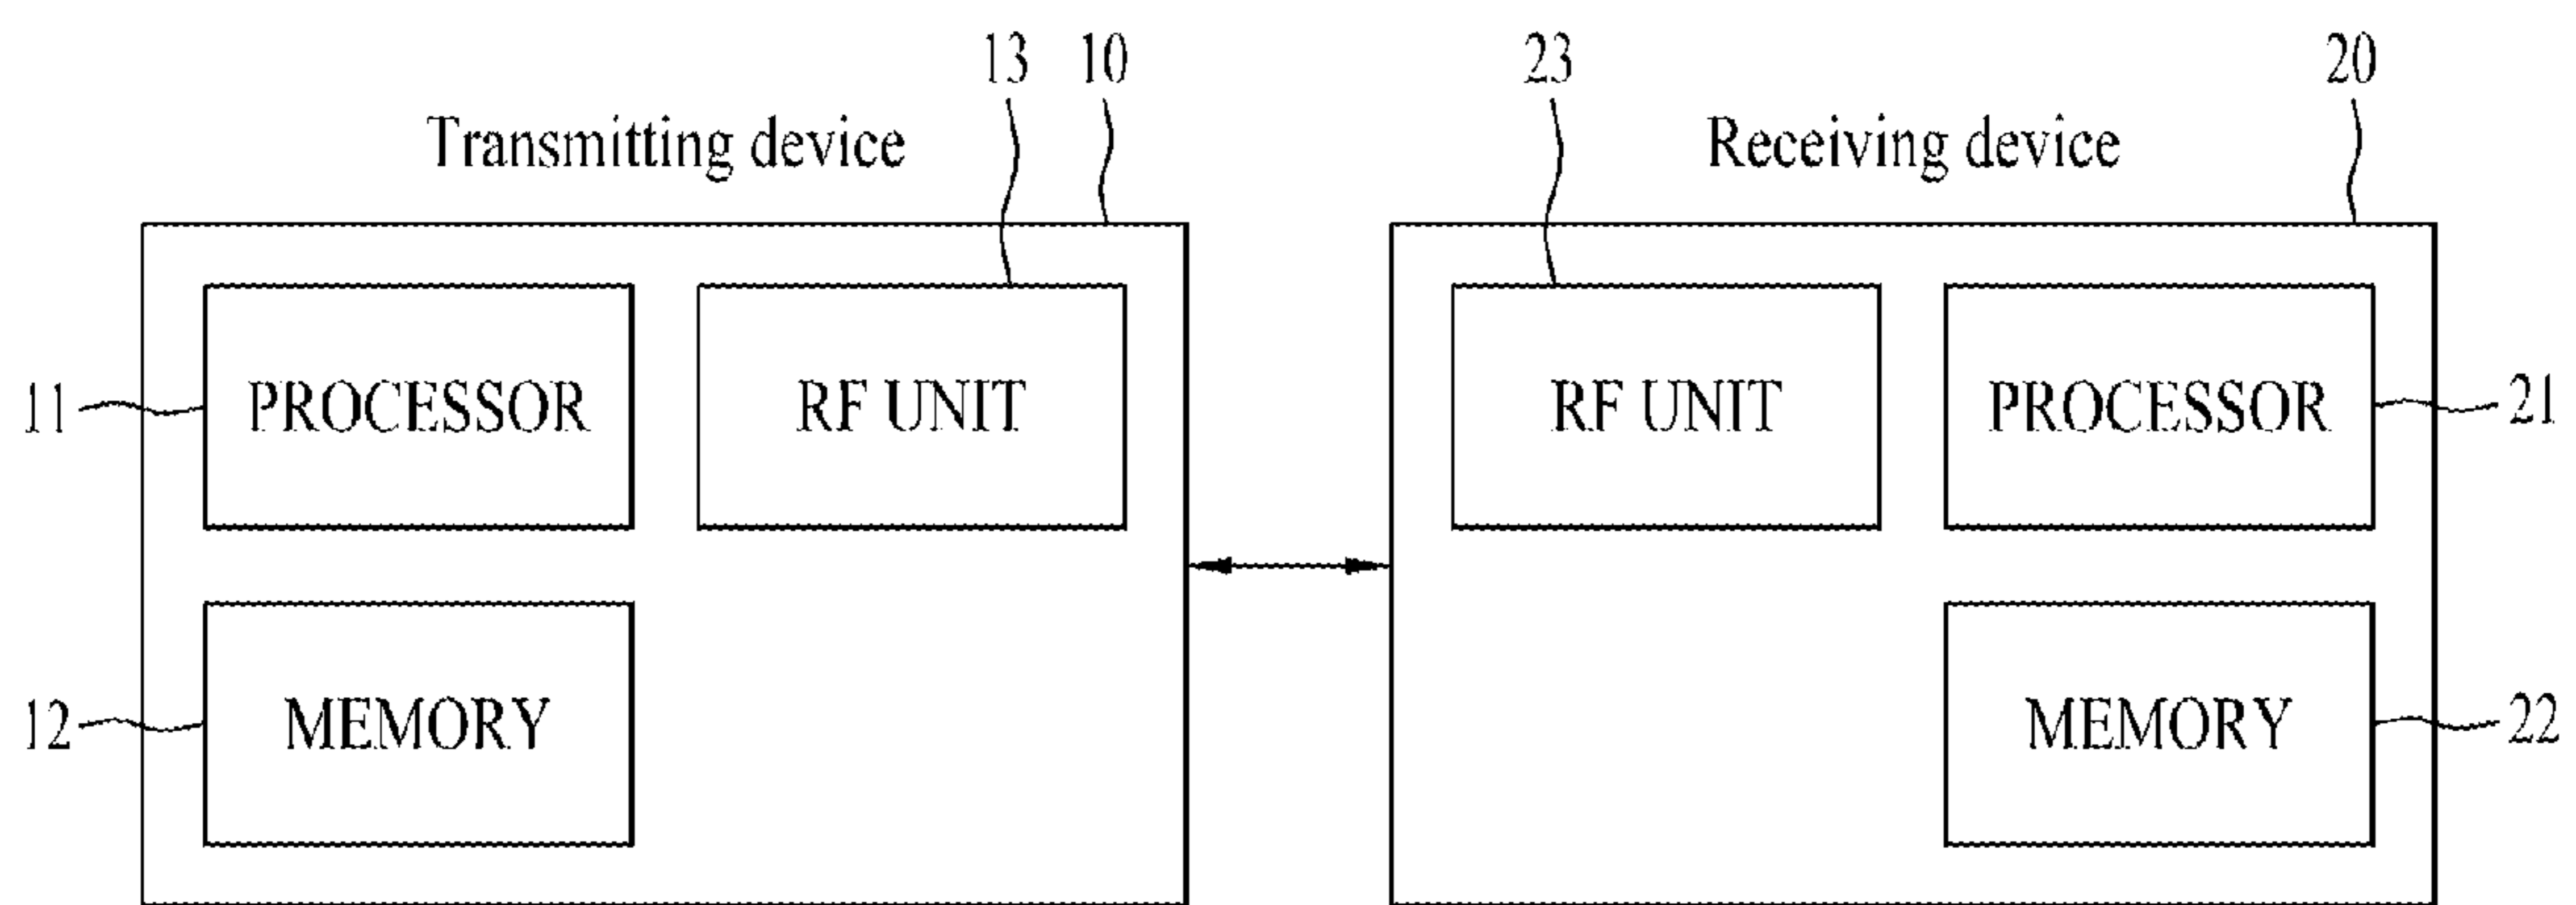 13 10 23 20
Transmitting device Receiving device
11 PROCESSOR RF UNIT RF UNIT PROCESSOR 21
12 MEMORY MEMORY 22